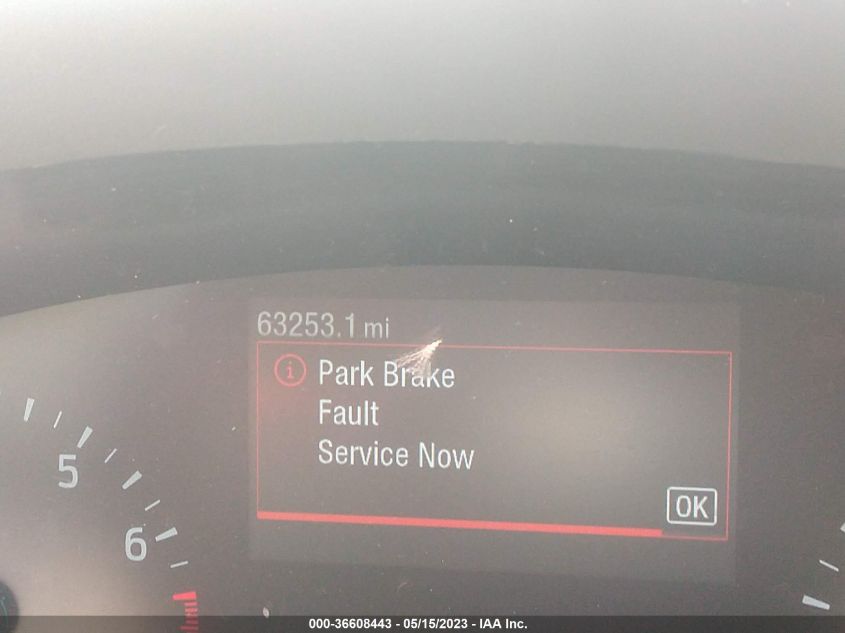 63253.1 mi
Park Brake
Fault
Service Now
OK
5
6
000-36608443 - 05/15/2023 - IAA Inc.